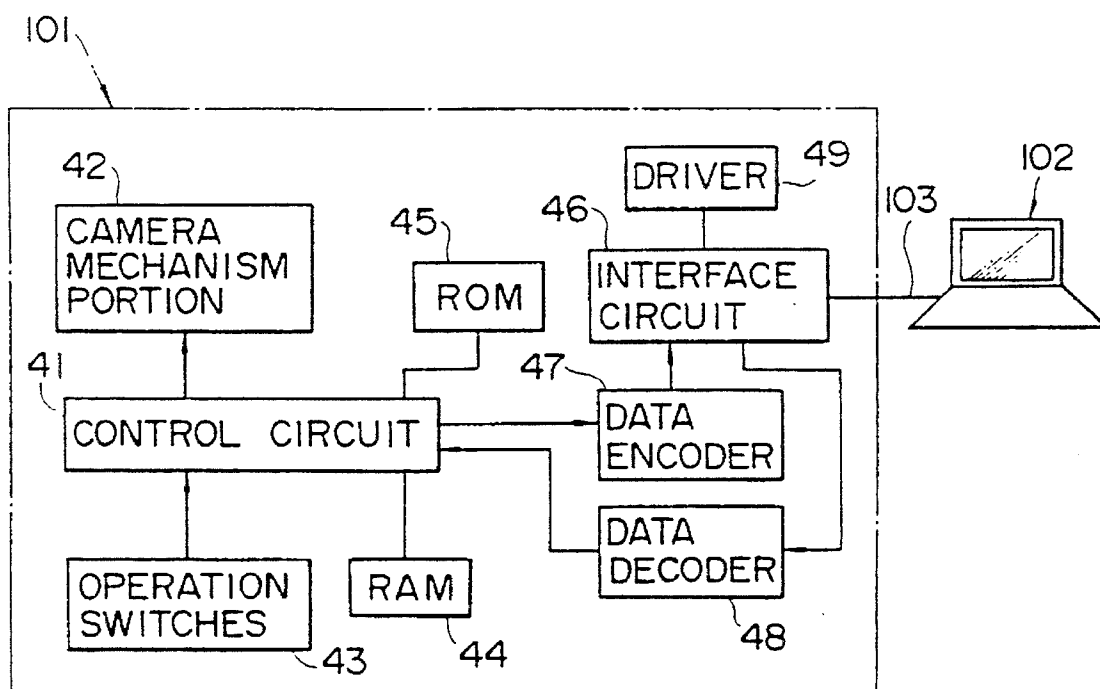 101
42
CAMERA
MECHANISM
PORTION
45
ROM
DRIVER
49
46
INTERFACE
CIRCUIT
103
102
41
CONTROL CIRCUIT
47
DATA
ENCODER
DATA
DECODER
48
OPERATION
SWITCHES
43
RAM
44